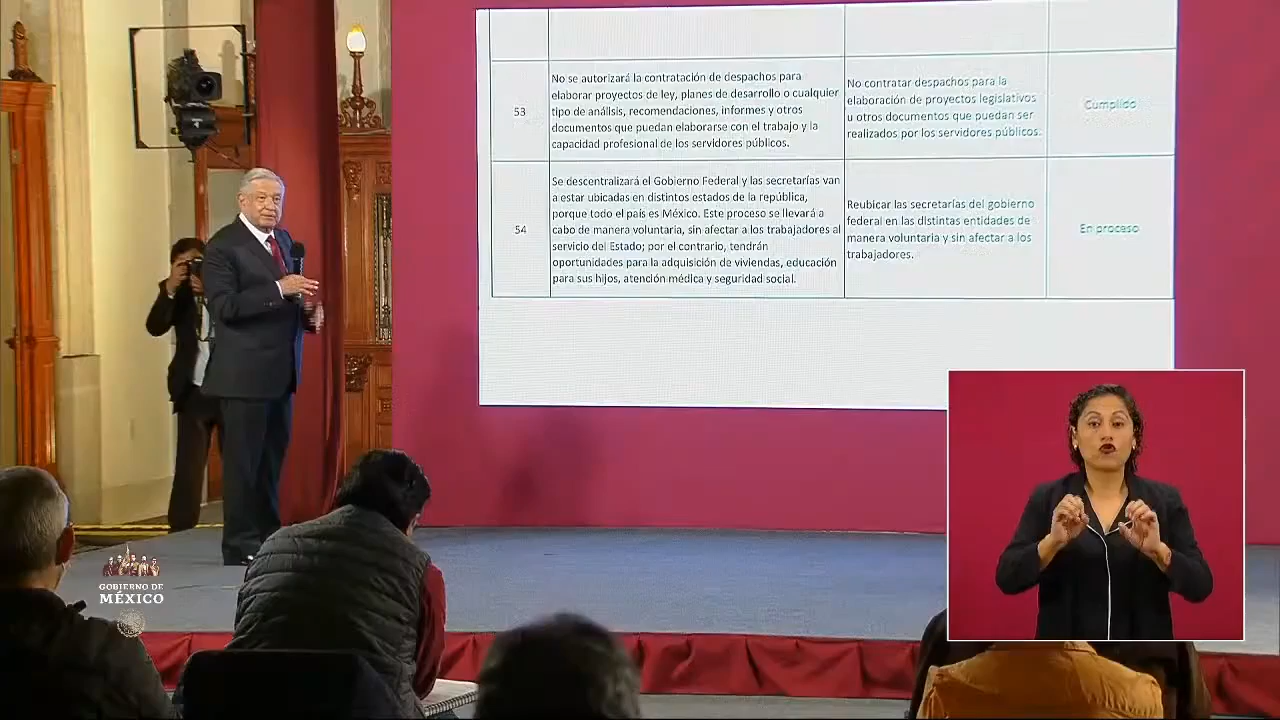 53
No se autorizará la contratación de despachos para
elaborar proyectos de ley, planes de desarrollo o cualquier
tipo de análisis, recomendaciones, informes y otros
documentos que puedan elaborarse con el trabajo y la
capacidad profesional de los servidores públicos.
No contratar despachos para la
elaboración de proyectos legislativos
u otros documentos que puedan ser
realizados por los servidores públicos.
Cumplido
54
Se descentralizará el Gobierno Federal y las secretarías van
a estar ubicadas en distintos estados de la república,
porque todo el país es México. Este proceso se llevará a
cabo de manera voluntaria, sin afectar a los trabajadores al
servicio del Estado; por el contrario, tendrán
oportunidades para la adquisición de viviendas, educación
para sus hijos, atención médica y seguridad social.
Reubicar las secretarías del gobierno
federal en las distintas entidades de
manera voluntaria y sin afectar a los
trabajadores.
En proceso
GOBIERNO DE
MÉXICO